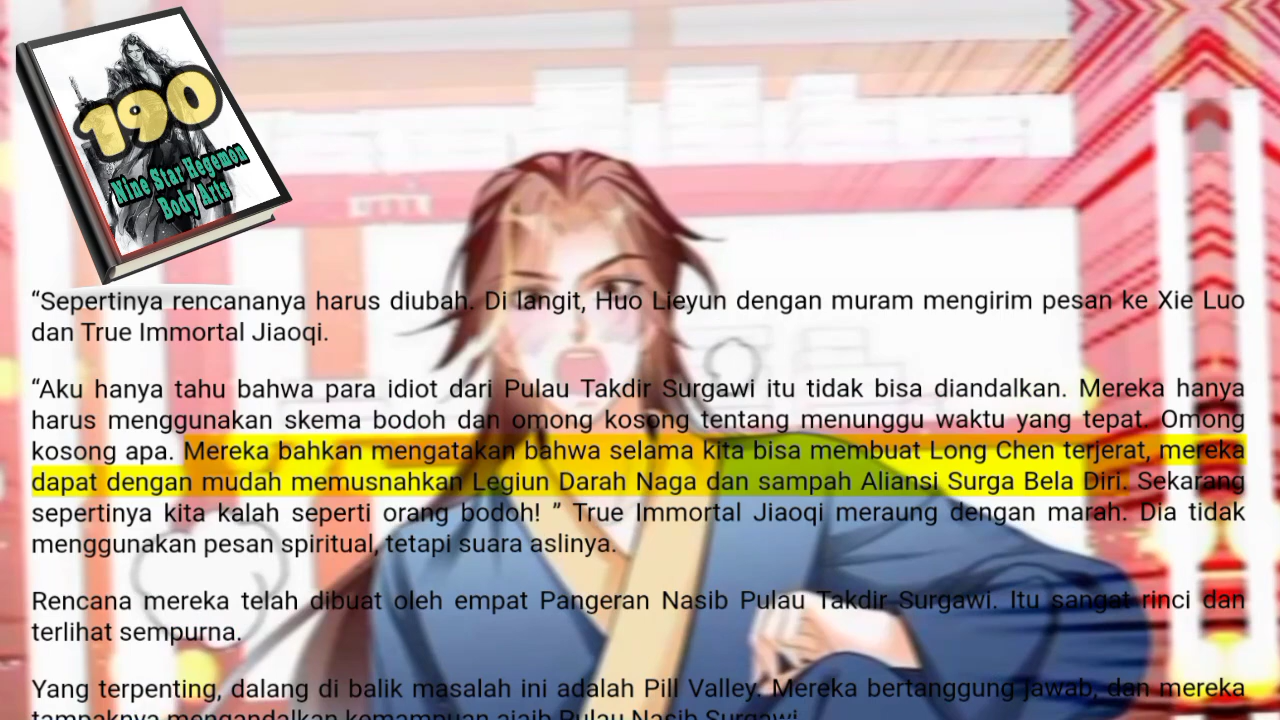 190
Nine Star Hegemon
Body Arts
“Sepertinya rencananya harus diubah. Di langit, Huo Lieyun dengan muram mengirim pesan ke Xie Luo
dan True Immortal Jiaoqi.
“Aku hanya tahu bahwa para idiot dari Pulau Takdir Surgawi itu tidak bisa diandalkan. Mereka hanya
harus menggunakan skema bodoh dan omong kosong tentang menunggu waktu yang tepat. Omong
kosong apa. Mereka bahkan mengatakan bahwa selama kita bisa membuat Long Chen terjerat, mereka
dapat dengan mudah memusnahkan Legiun Darah Naga dan sampah Aliansi Surga Bela Diri. Sekarang
sepertinya kita kalah seperti orang bodoh! ” True Immortal Jiaoqi meraung dengan marah. Dia tidak
menggunakan pesan spiritual, tetapi suara aslinya.
Rencana mereka telah dibuat oleh empat Pangeran Nasib Pulau Takdir Surgawi. Itu sangat rinci dan
terlihat sempurna.
Yang terpenting, dalang di balik masalah ini adalah Pill Valley. Mereka bertanggung jawab, dan mereka
tampaknya mengandalkan kemampuan ajaib Pulau Nasib Surgawi.